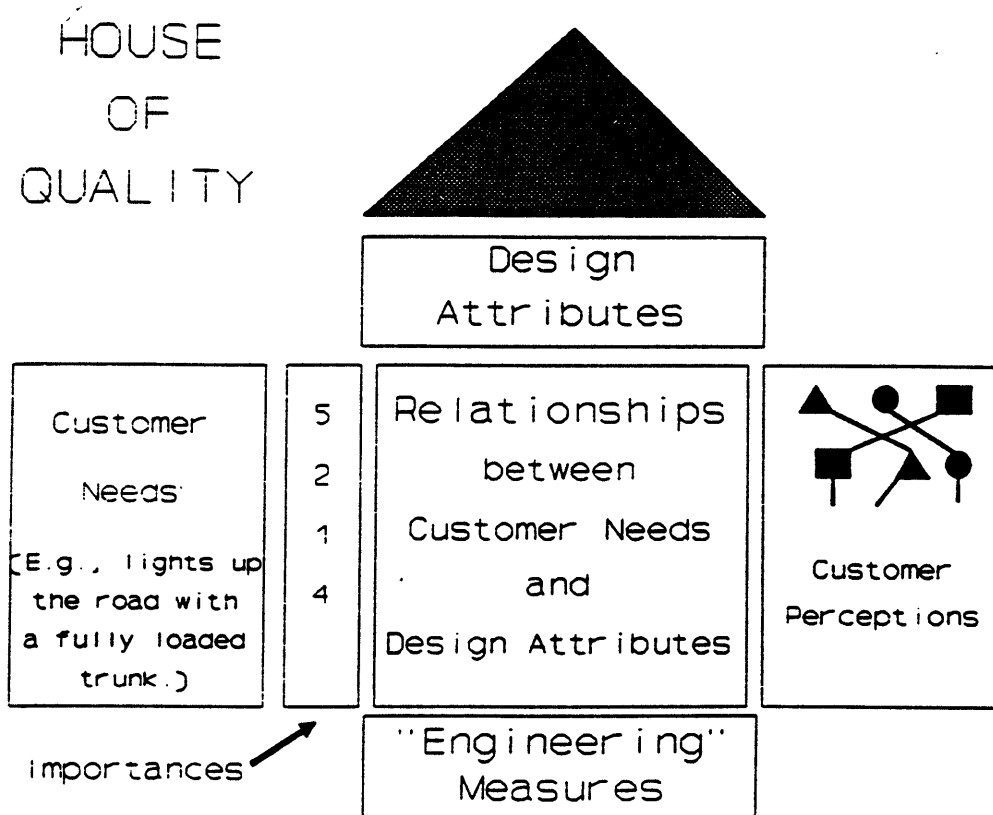 HOUSE
OF
QUALITY
Design
Attributes
Customer
Needs
(E.g., lights up
the road with
a fully loaded
trunk.)
5
2
1
4
Relationships
between
Customer Needs
and
Design Attributes
Customer
Perceptions
Importances
"Engineering"
Measures